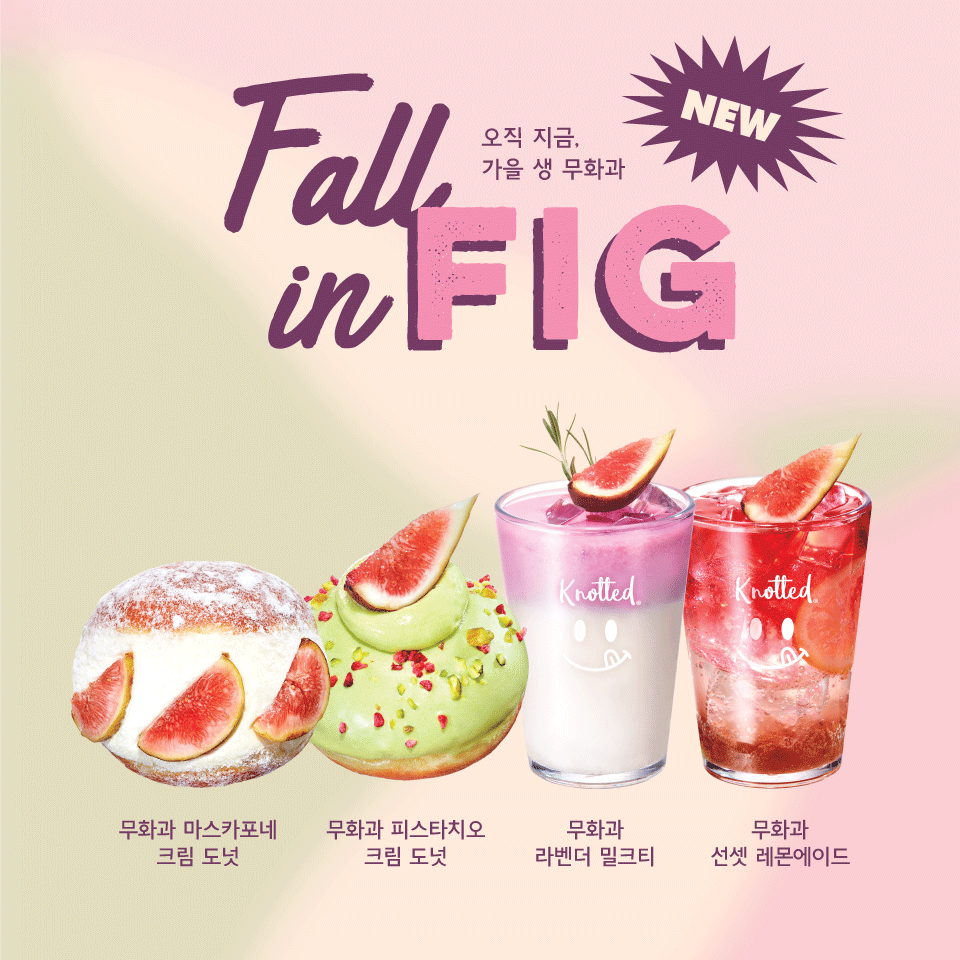 Fall
오직 지금,
가을 생 무화과
NEW
in FIG
Knotted
Knotted
무화과 마스카포네
크림 도넛
무화과 피스타치오
크림 도넛
무화과
라벤더 밀크티
무화과
선셋 레몬에이드